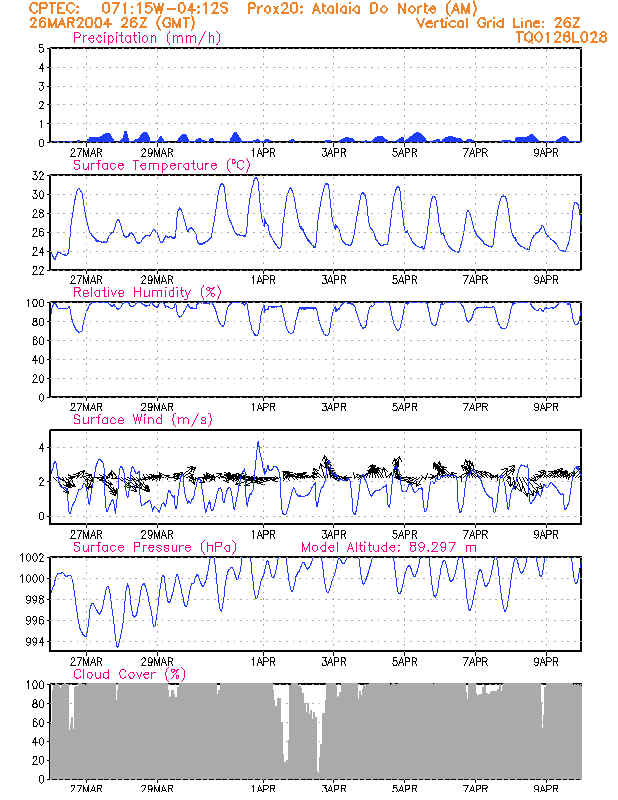 CPTEC:   071:15W-04:12S   Prox20: Atalaia Do Norte (AM)
26MAR2004 26Z (GMT)   Vertical Grid Line: 26Z
Precipitation (mm/h)   TQ0126L028
5
4
3
2
1
0
27MAR 29MAR 1APR 3APR 5APR 7APR 9APR
Surface Temperature (°C)
32
30
28
26
24
22
27MAR 29MAR 1APR 3APR 5APR 7APR 9APR
Relative Humidity (%)
100
80
60
40
20
0
27MAR 29MAR 1APR 3APR 5APR 7APR 9APR
Surface Wind (m/s)
4
2
0
27MAR 29MAR 1APR 3APR 5APR 7APR 9APR
Surface Pressure (hPa)   Model Altitude: 89.297 m
1002
1000
998
996
994
27MAR 29MAR 1APR 3APR 5APR 7APR 9APR
Cloud Cover (%)
100
80
60
40
20
0
27MAR 29MAR 1APR 3APR 5APR 7APR 9APR